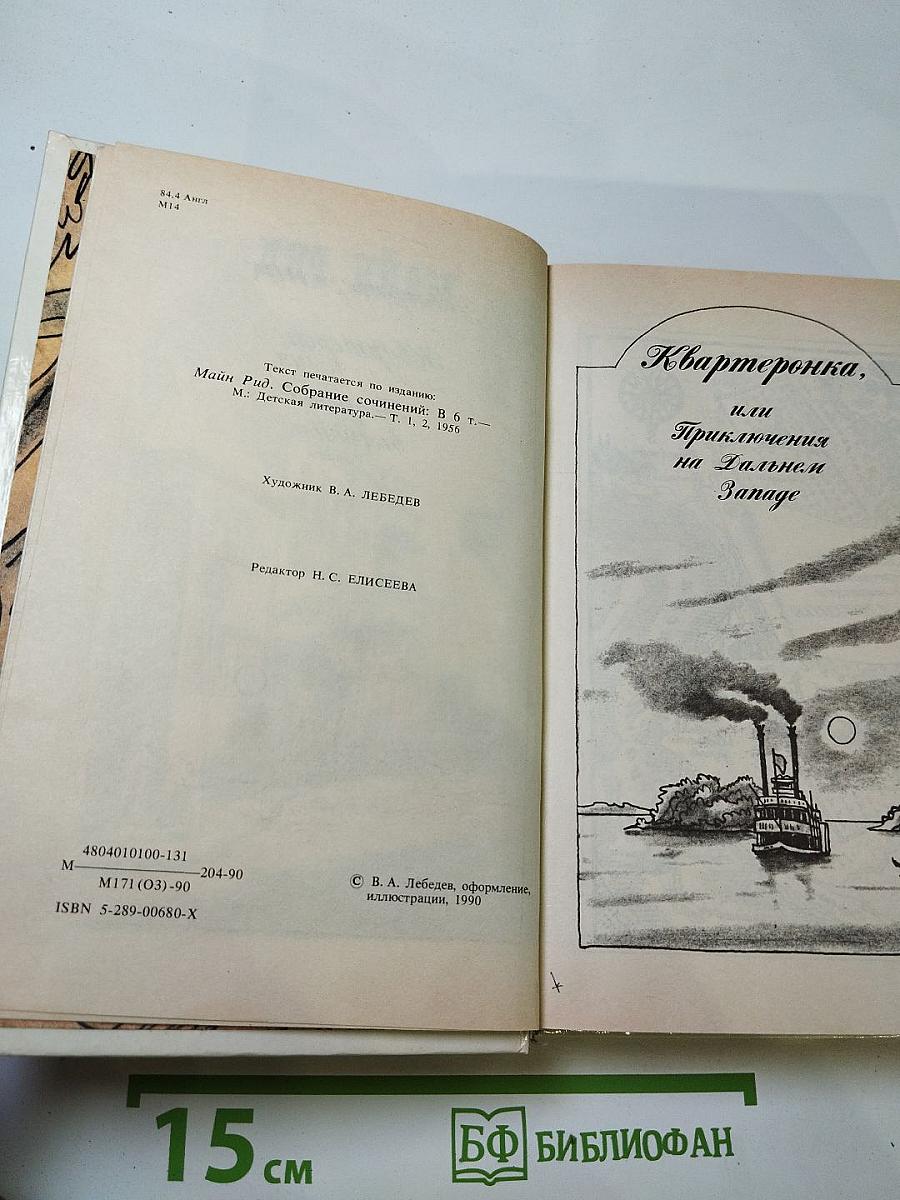 84.4 Англ
М14
Текст печатается по изданию:
Майн Рид. Собрание сочинений: В 6 т.—
М.: Детская литература.— Т. 1, 2, 1956
Художник В. А. ЛЕБЕДЕВ
Редактор Н. С. ЕЛИСЕЕВА
4804010100-131
М————204-90
М171(ОЗ)-90
ISBN 5-289-00680-X
© В. А. Лебедев, оформление,
иллюстрации, 1990
Квартеронка,
или
Приключения
на Дальнем
Западе
15 см
БФ БИБЛИОФАН